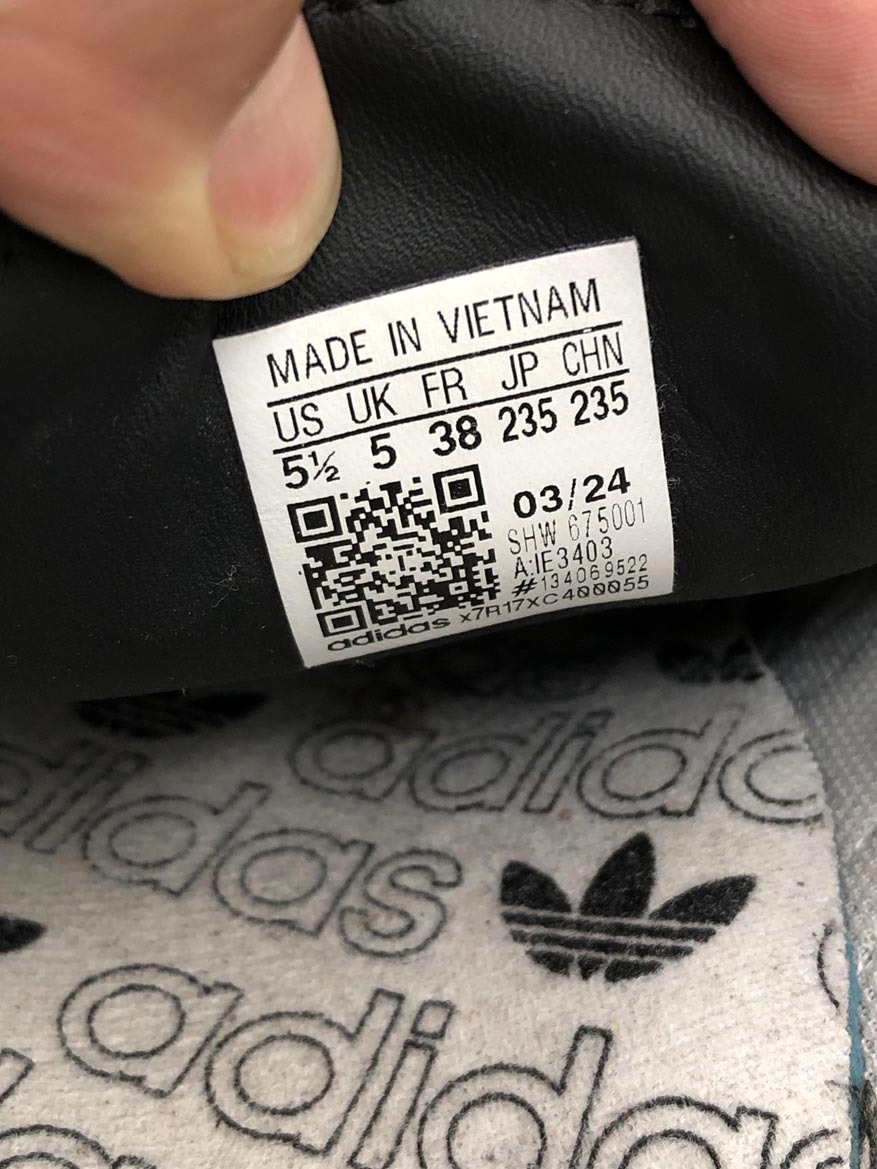 MADE IN VIETNAM
US UK FR JP CHN
5½ 5 38 235 235
03/24
SHW 675001
A:IE3403
#134069522
adidas x7R17XC400055
adidas
adidas
adidas